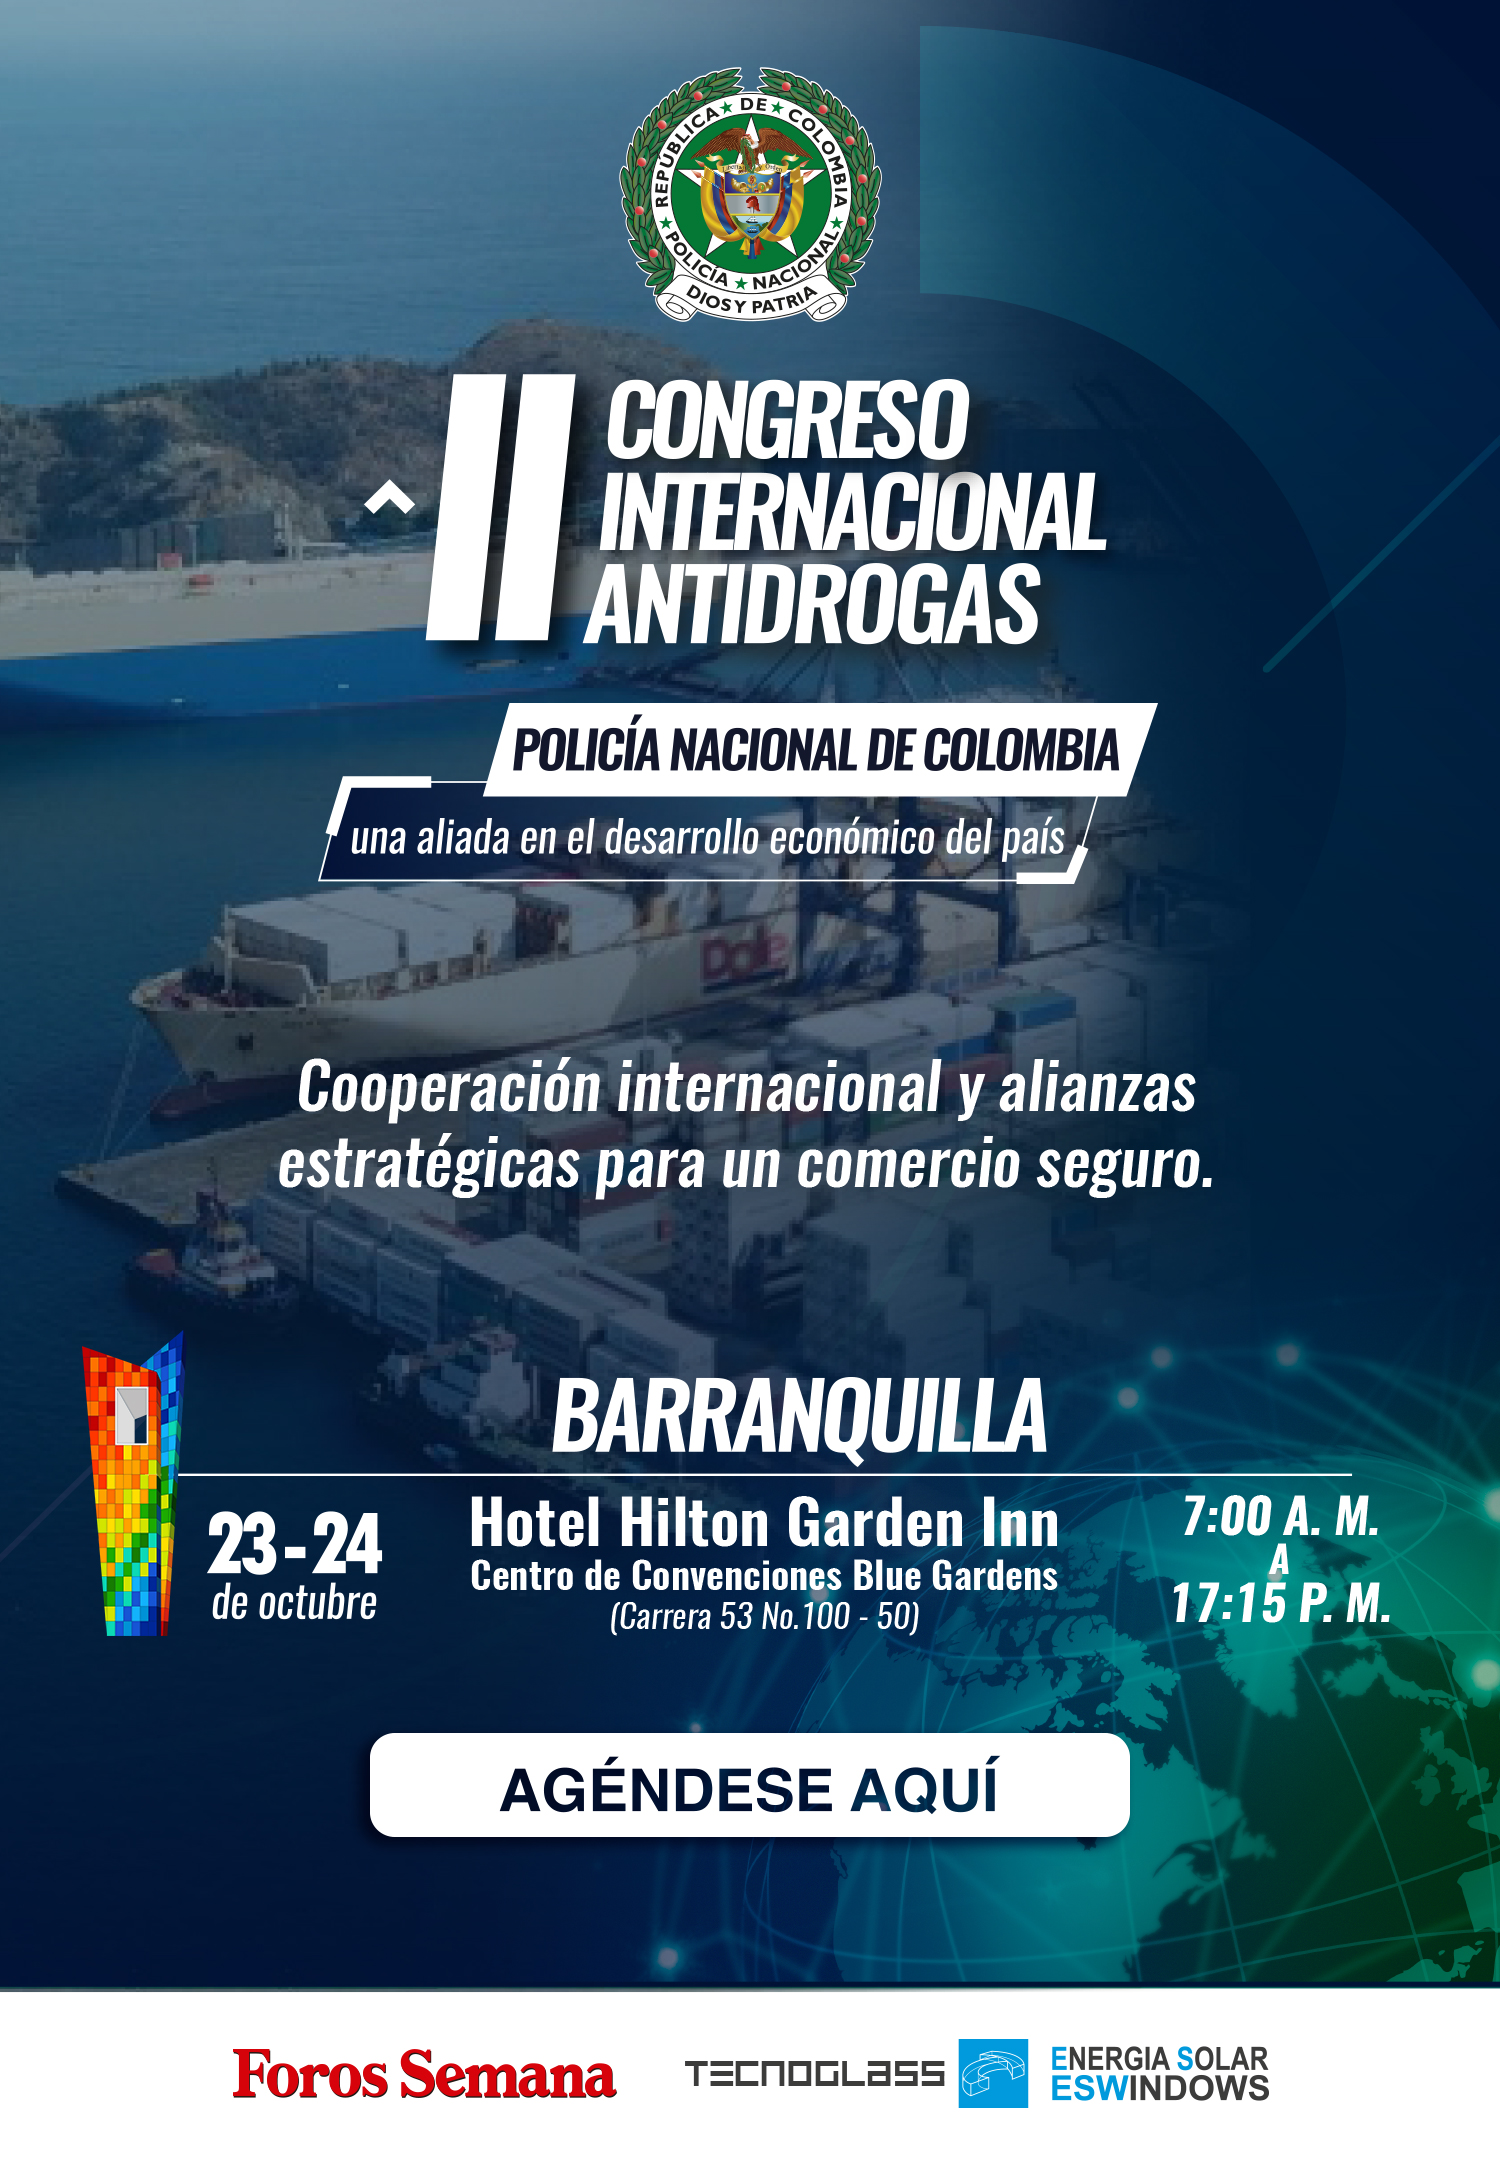 REPÚBLICA DE COLOMBIA
POLICÍA NACIONAL
DIOS Y PATRIA
II CONGRESO
INTERNACIONAL
ANTIDROGAS
POLICÍA NACIONAL DE COLOMBIA
una aliada en el desarrollo económico del país
Dole
Cooperación internacional y alianzas
estratégicas para un comercio seguro.
BARRANQUILLA
23-24
de octubre
Hotel Hilton Garden Inn
Centro de Convenciones Blue Gardens
(Carrera 53 No.100 - 50)
7:00 A. M.
A
17:15 P. M.
AGÉNDESE AQUÍ
Foros Semana
TECNOGLASS
ENERGIA SOLAR
ESWINDOWS